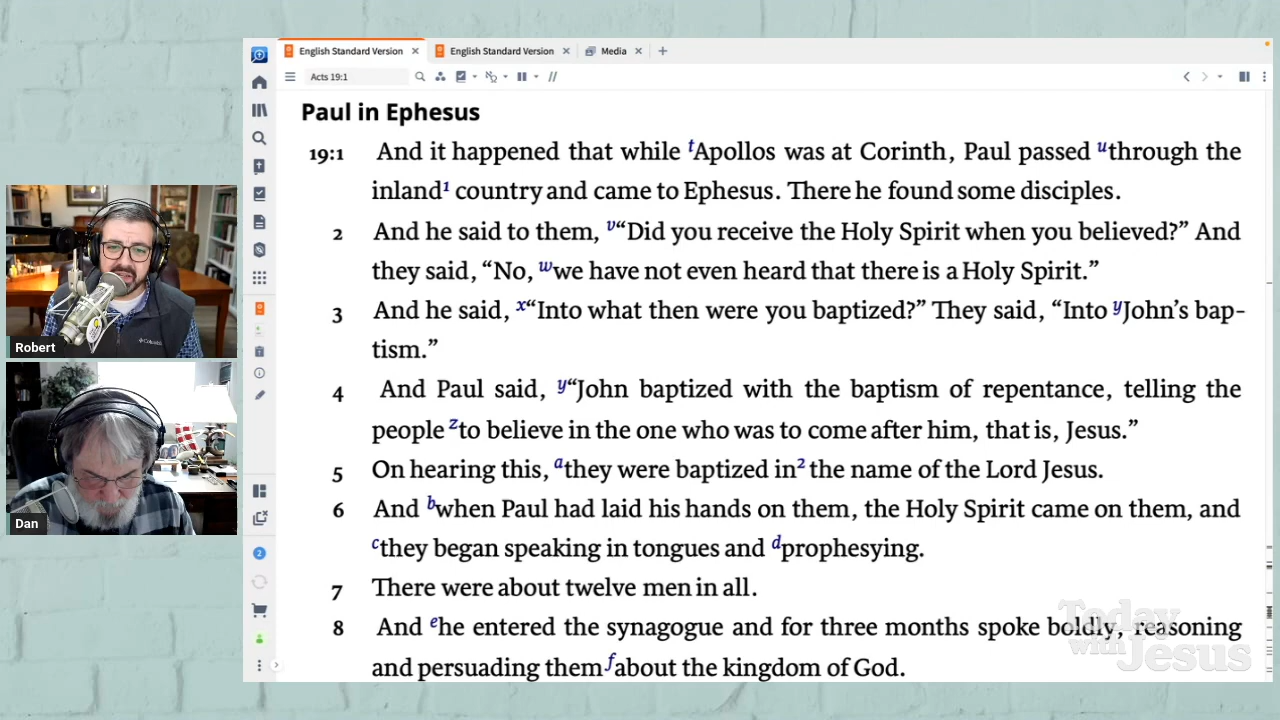 English Standard Version
English Standard Version
Media
Acts 19:1
Paul in Ephesus
19:1 And it happened that while tApollos was at Corinth, Paul passed uthrough the
inland1 country and came to Ephesus. There he found some disciples.
2 And he said to them, v“Did you receive the Holy Spirit when you believed?” And
they said, “No, wwe have not even heard that there is a Holy Spirit.”
3 And he said, x“Into what then were you baptized?” They said, “Into yJohn’s bap-
tism.”
4 And Paul said, y“John baptized with the baptism of repentance, telling the
people zto believe in the one who was to come after him, that is, Jesus.”
5 On hearing this, athey were baptized in2 the name of the Lord Jesus.
6 And bwhen Paul had laid his hands on them, the Holy Spirit came on them, and
cthey began speaking in tongues and dprophesying.
7 There were about twelve men in all.
8 And ehe entered the synagogue and for three months spoke boldly, reasoning
and persuading them fabout the kingdom of God.
Robert
Dan
2
Today
with
Jesus